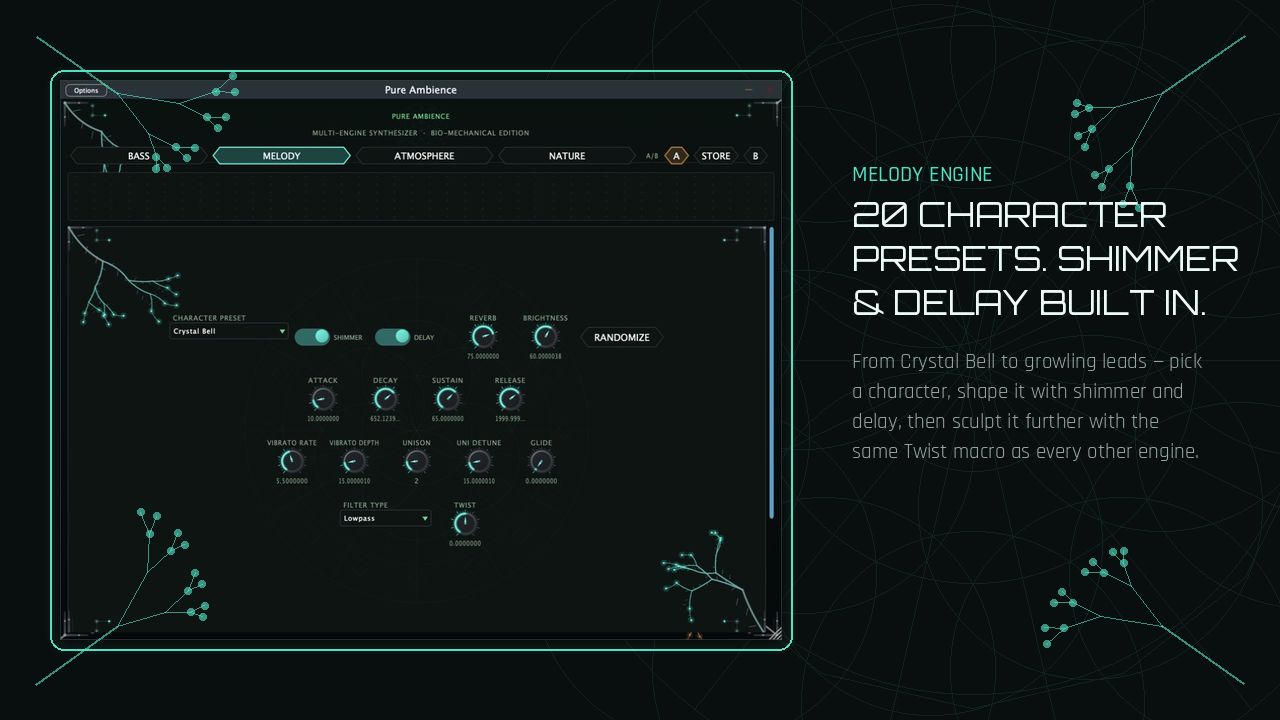 Options
Pure Ambience
PURE AMBIENCE
MULTI-ENGINE SYNTHESIZER · BIO-MECHANICAL EDITION
BASS MELODY ATMOSPHERE NATURE A/B A STORE B
CHARACTER PRESET
Crystal Bell
SHIMMER
DELAY
REVERB
75.0000000
BRIGHTNESS
60.0000038
RANDOMIZE
ATTACK DECAY SUSTAIN RELEASE
10.0000000 652.1239... 65.0000000 1999.999...
VIBRATO RATE VIBRATO DEPTH UNISON UNI DETUNE GLIDE
5.5000000 15.0000010 2 15.0000010 0.0000000
FILTER TYPE
Lowpass
TWIST
0.0000000
MELODY ENGINE
20 CHARACTER
PRESETS. SHIMMER
& DELAY BUILT IN.
From Crystal Bell to growling leads – pick
a character, shape it with shimmer and
delay, then sculpt it further with the
same Twist macro as every other engine.